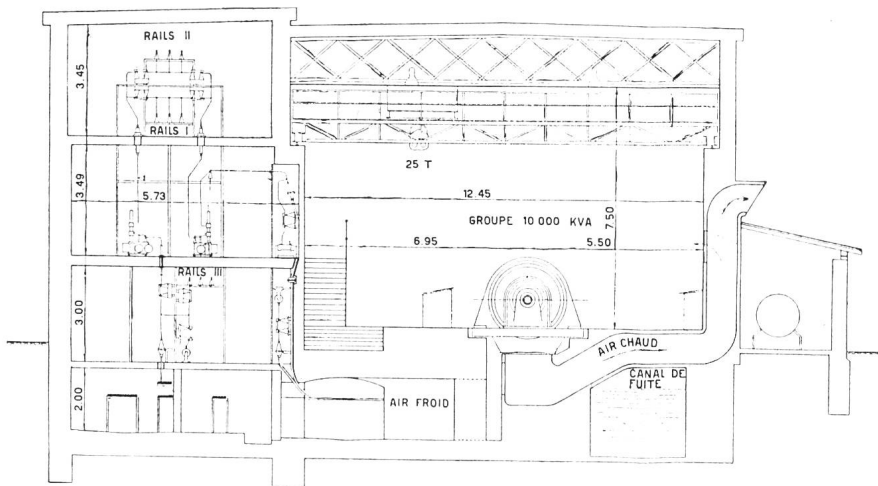 RAILS II
3.45
RAILS I
25 T
3.49
5.73
12.45
GROUPE 10 000 KVA
7.50
6.95
5.50
RAILS III
3.00
AIR CHAUD
CANAL DE
FUITE
2.00
AIR FROID